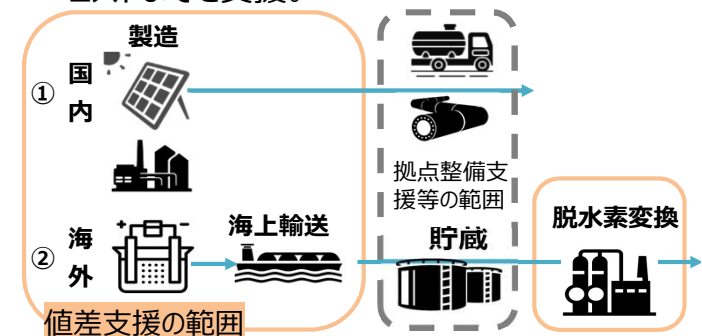 製造
① 国内
拠点整備支
援等の範囲
② 海外
海上輸送
貯蔵
脱水素変換
値差支援の範囲